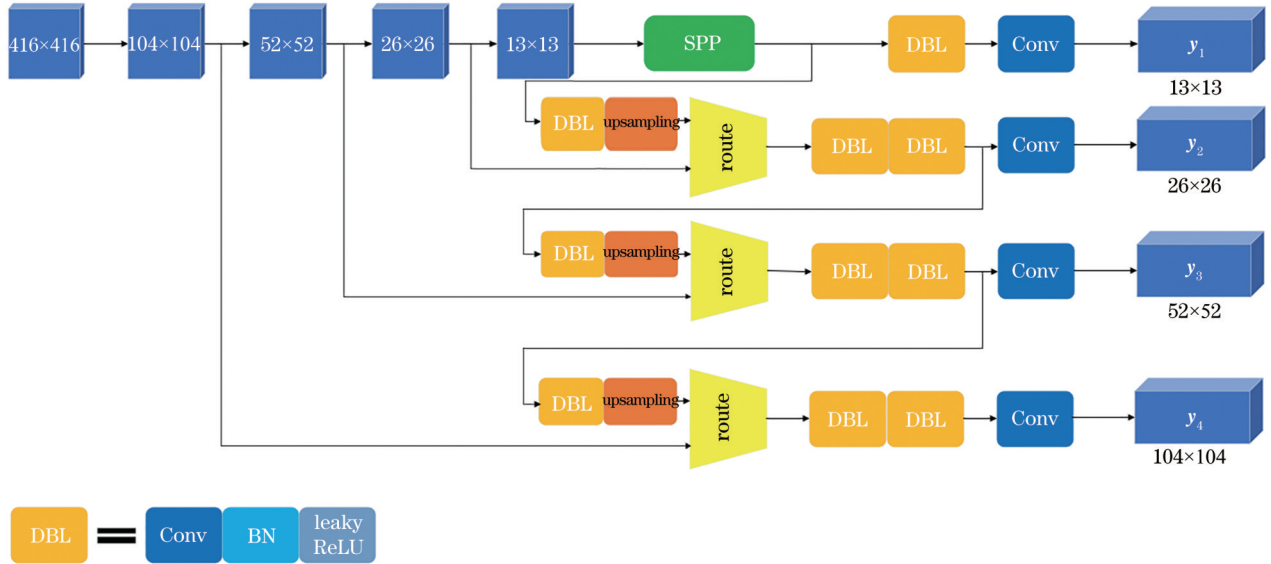 416×416
104×104
52×52
26×26
13×13
SPP
DBL
Conv
y1
13×13
DBL
upsampling
route
DBL
DBL
Conv
y2
26×26
DBL
upsampling
route
DBL
DBL
Conv
y3
52×52
DBL
upsampling
route
DBL
DBL
Conv
y4
104×104
DBL
=
Conv
BN
leaky
ReLU